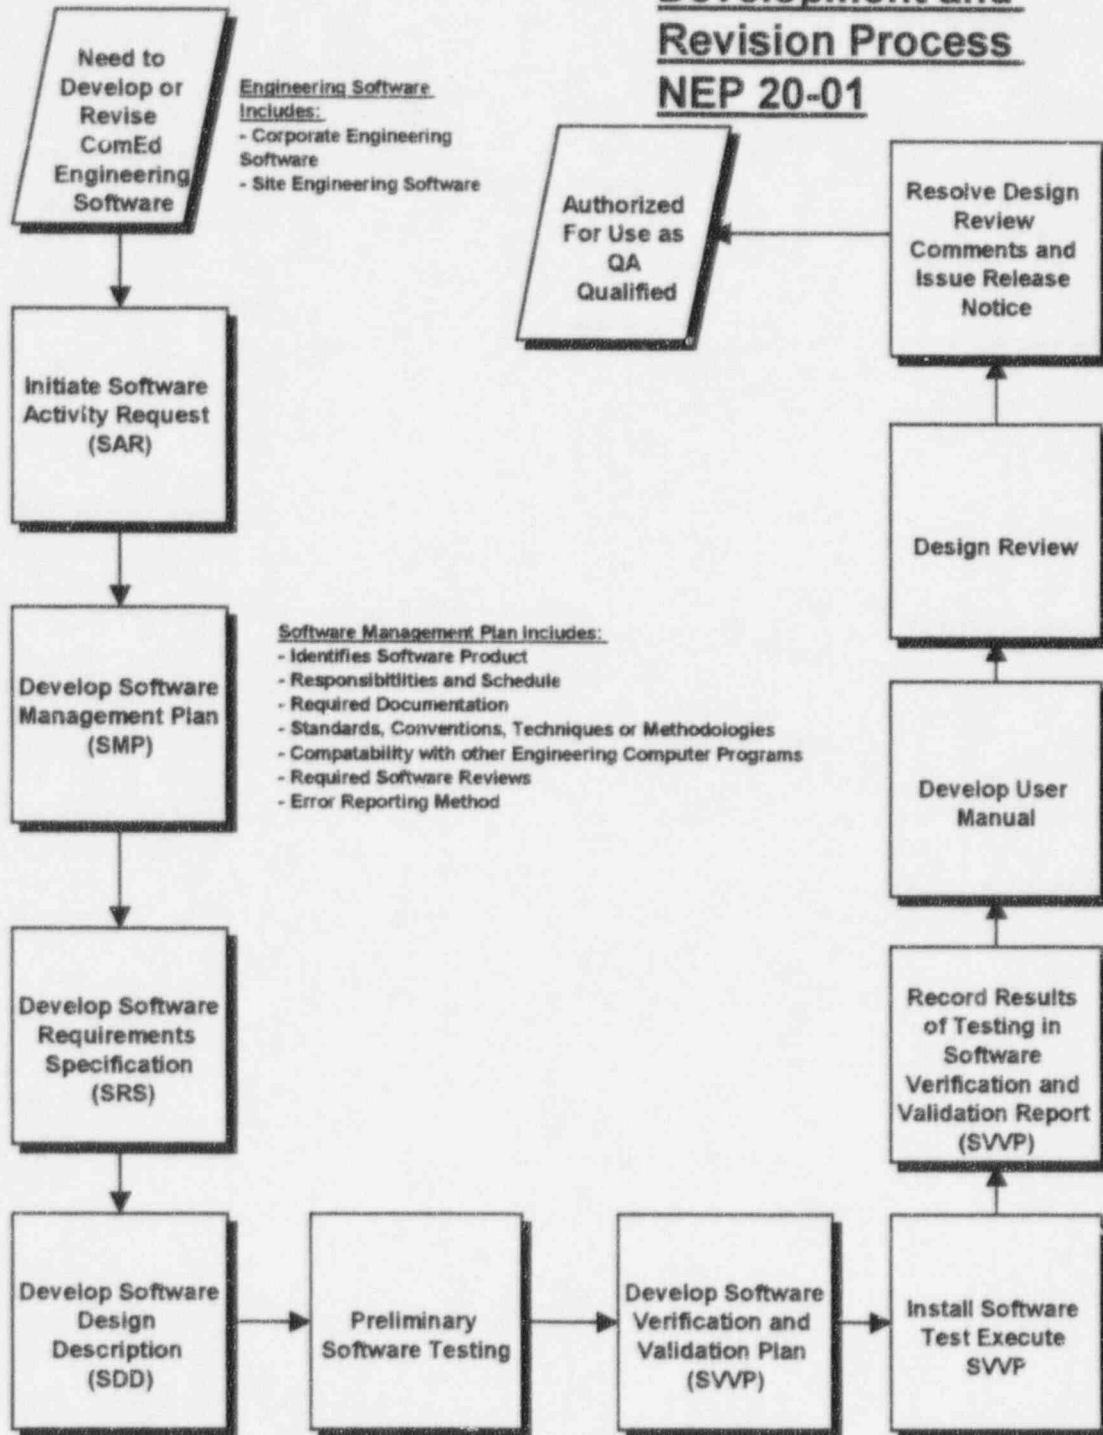 Development and
Revision Process
NEP 20-01
Need to
Develop or
Revise
ComEd
Engineering
Software
Engineering Software
Includes:
- Corporate Engineering
Software
- Site Engineering Software
Authorized
For Use as
QA
Qualified
Resolve Design
Review
Comments and
Issue Release
Notice
Initiate Software
Activity Request
(SAR)
Design Review
Develop Software
Management Plan
(SMP)
Software Management Plan Includes:
- Identifies Software Product
- Responsibitlities and Schedule
- Required Documentation
- Standards, Conventions, Techniques or Methodologies
- Compatability with other Engineering Computer Programs
- Required Software Reviews
- Error Reporting Method
Develop User
Manual
Develop Software
Requirements
Specification
(SRS)
Record Results
of Testing in
Software
Verification and
Validation Report
(SVVP)
Develop Software
Design
Description
(SDD)
Preliminary
Software Testing
Develop Software
Verification and
Validation Plan
(SVVP)
Install Software
Test Execute
SVVP